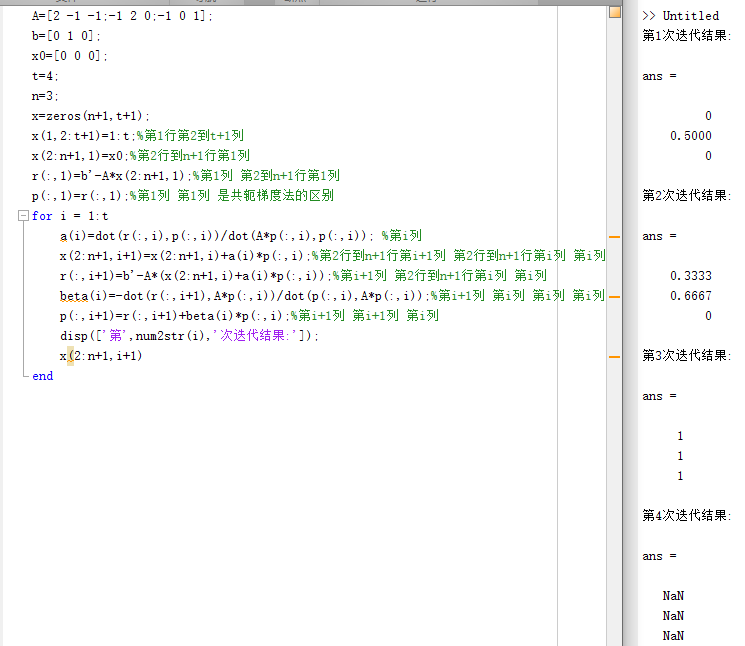 A=[2 -1 -1;-1 2 0;-1 0 1];
b=[0 1 0];
x0=[0 0 0];
t=4;
n=3;
x=zeros(n+1,t+1);
x(1,2:t+1)=1:t;%第1行第2到t+1列
x(2:n+1,1)=x0;%第2行到n+1行第1列
r(:,1)=b'-A*x(2:n+1,1);%第1列 第2到n+1行第1列
p(:,1)=r(:,1);%第1列 第1列 是共轭梯度法的区别
for i = 1:t
a(i)=dot(r(:,i),p(:,i))/dot(A*p(:,i),p(:,i)); %第i列
x(2:n+1,i+1)=x(2:n+1,i)+a(i)*p(:,i);%第2行到n+1行第i+1列 第2行到n+1行第i列 第i列
r(:,i+1)=b'-A*(x(2:n+1,i)+a(i)*p(:,i));%第i+1列 第2行到n+1行第i列 第i列
beta(i)=-dot(r(:,i+1),A*p(:,i))/dot(p(:,i),A*p(:,i));%第i+1列 第i列 第i列 第i列
p(:,i+1)=r(:,i+1)+beta(i)*p(:,i);%第i+1列 第i+1列 第i列
disp(['第',num2str(i),'次迭代结果:']);
x(2:n+1,i+1)
end
>> Untitled
第1次迭代结果:
ans =
0
0.5000
0
第2次迭代结果:
ans =
0.3333
0.6667
0
第3次迭代结果:
ans =
1
1
1
第4次迭代结果:
ans =
NaN
NaN
NaN